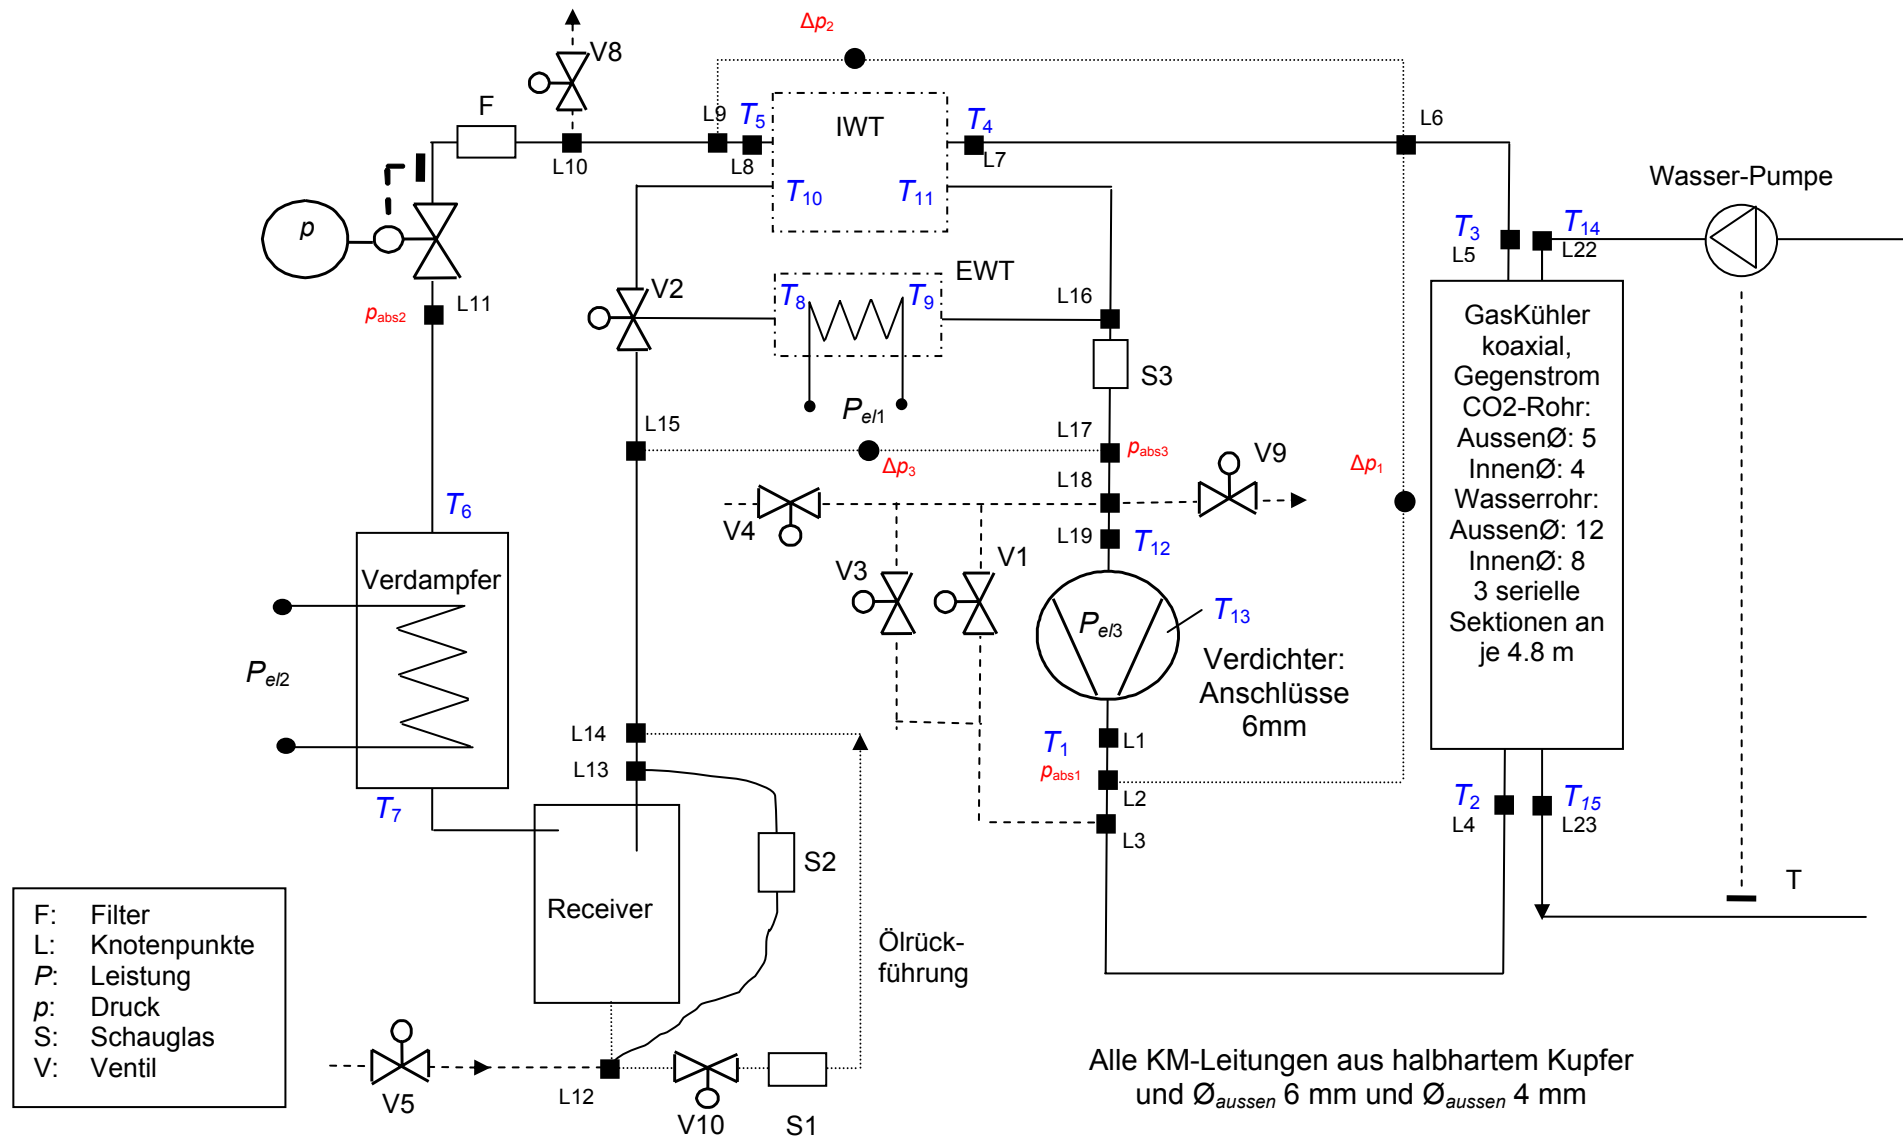 Δp2
V8
F
L9
T5
IWT
T4
L6
L10
L8
L7
Wasser-Pumpe
T10
T11
p
T3
T14
L5
L22
EWT
V2
T8
T9
L16
pabs2
L11
S3
Pel1
GasKühler
koaxial,
Gegenstrom
CO2-Rohr:
AussenØ: 5
InnenØ: 4
Wasserrohr:
AussenØ: 12
InnenØ: 8
3 serielle
Sektionen an
je 4.8 m
L15
Δp3
L17
pabs3
V9
Δp1
L18
T6
V4
L19
T12
V3
V1
Verdampfer
Pel3
T13
Pel2
Verdichter:
Anschlüsse
6mm
L14
T1
L1
L13
pabs1
T7
L2
T2
T15
L4
L23
L3
S2
T
Receiver
F: Filter
L: Knotenpunkte
P: Leistung
p: Druck
S: Schauglas
V: Ventil
Ölrück-
führung
V5
L12
V10
S1
Alle KM-Leitungen aus halbhartem Kupfer
und Øaussen 6 mm und Øaussen 4 mm